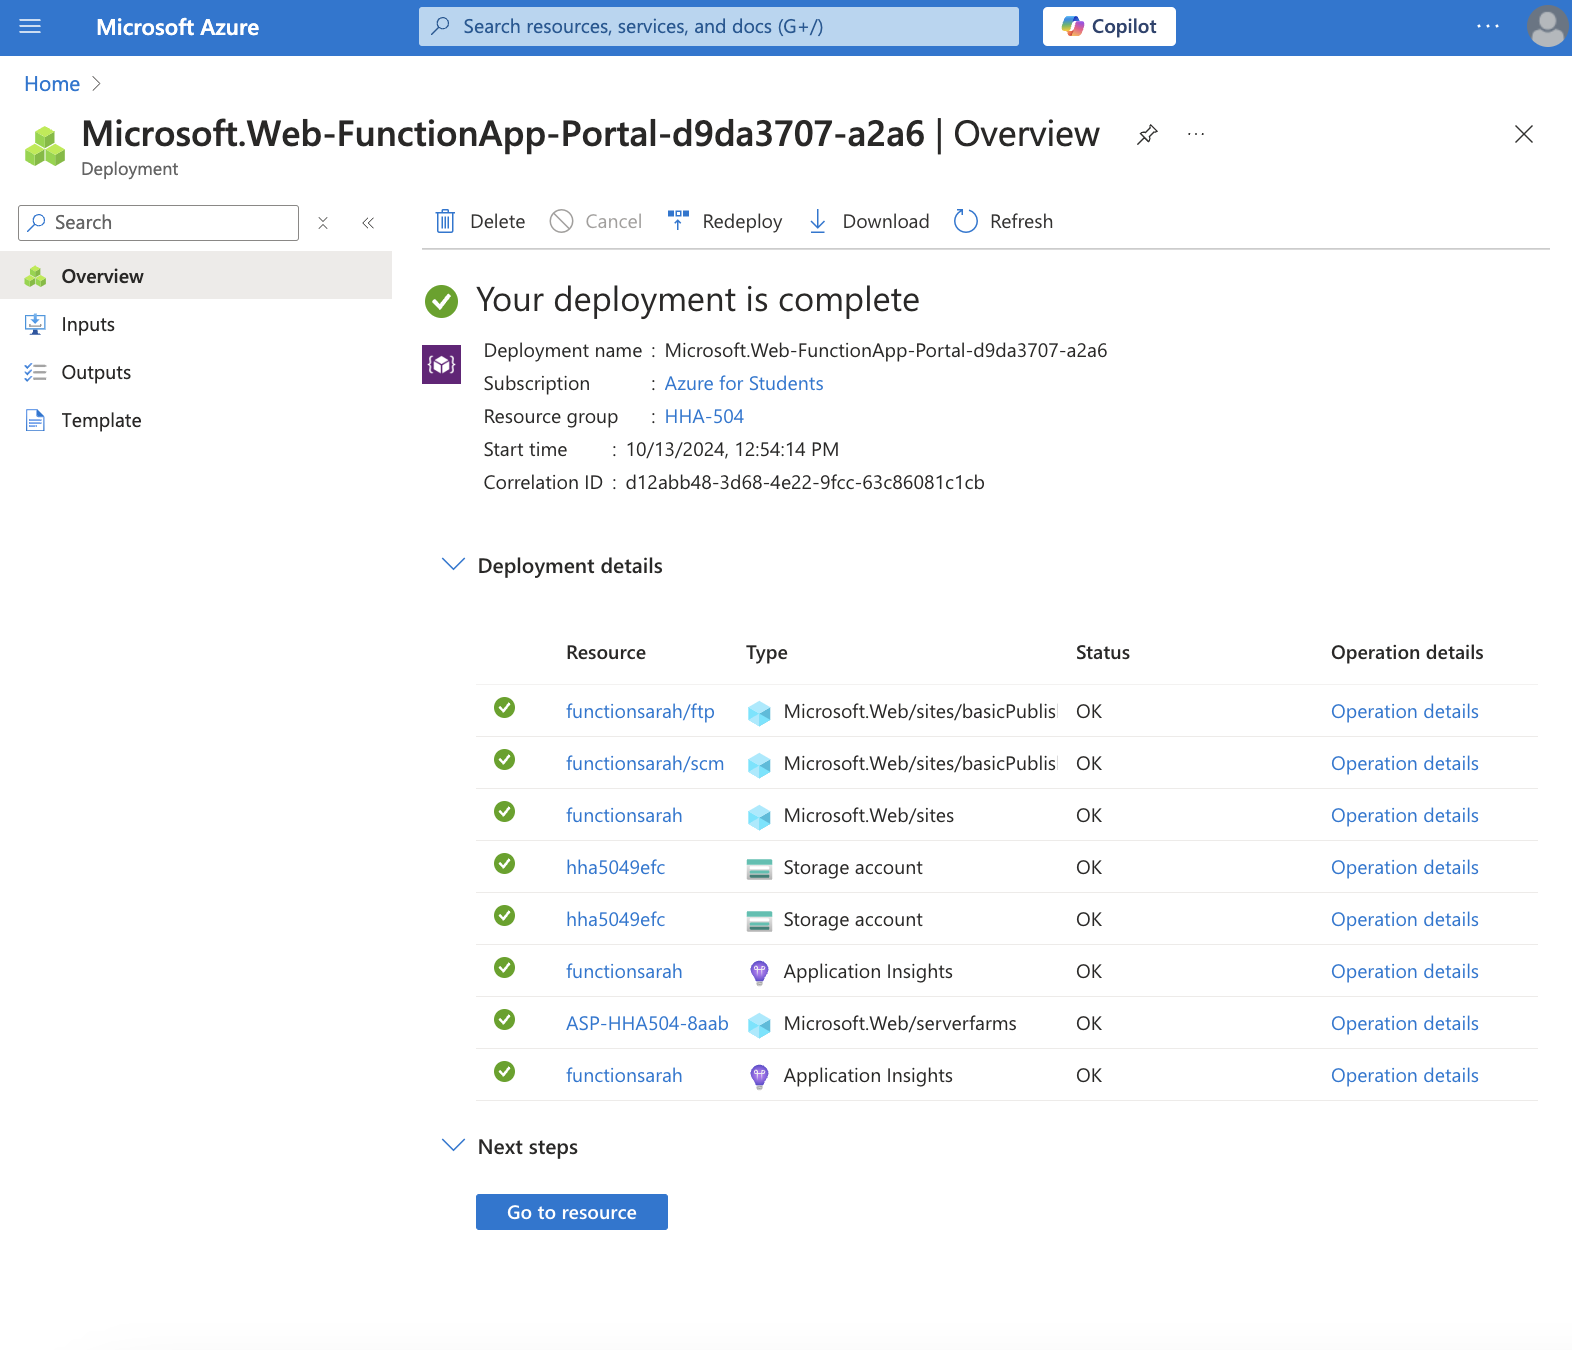 Microsoft Azure
Search resources, services, and docs (G+/)
Copilot
Home
Microsoft.Web-FunctionApp-Portal-d9da3707-a2a6 | Overview
Deployment
Search
Delete
Cancel
Redeploy
Download
Refresh
Overview
Inputs
Outputs
Template
Your deployment is complete
Deployment name : Microsoft.Web-FunctionApp-Portal-d9da3707-a2a6
Subscription : Azure for Students
Resource group : HHA-504
Start time : 10/13/2024, 12:54:14 PM
Correlation ID : d12abb48-3d68-4e22-9fcc-63c86081c1cb
Deployment details
Resource Type Status Operation details
functionsarah/ftp Microsoft.Web/sites/basicPublis OK Operation details
functionsarah/scm Microsoft.Web/sites/basicPublis OK Operation details
functionsarah Microsoft.Web/sites OK Operation details
hha5049efc Storage account OK Operation details
hha5049efc Storage account OK Operation details
functionsarah Application Insights OK Operation details
ASP-HHA504-8aab Microsoft.Web/serverfarms OK Operation details
functionsarah Application Insights OK Operation details
Next steps
Go to resource